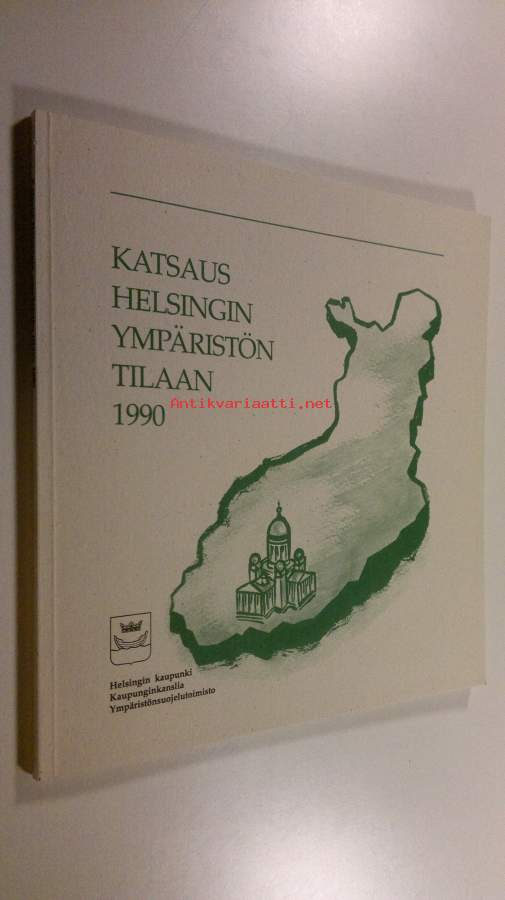 KATSAUS
HELSINGIN
YMPÄRISTÖN
TILAAN
1990
Antikvariaatti.net
Helsingin kaupunki
Kaupunginkanslia
Ympäristönsuojelutoimisto